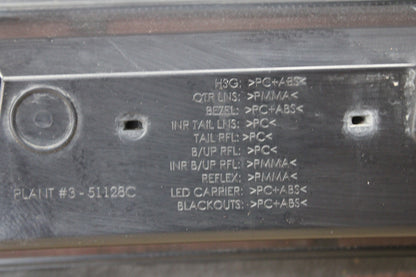 HSG: >PC+ABS<
OTR LNS: >PMMA<
BEZEL: >PC+ABS<
INR TAIL LNS: >PC<
TAIL RFL: >PC<
B/UP RFL: >PC<
INR B/UP RFL: >PMMA<
REFLEX: >PMMA<
LED CARRIER: >PC+ABS<
BLACKOUTS: >PC+ABS<
PLANT #3 - 51128C